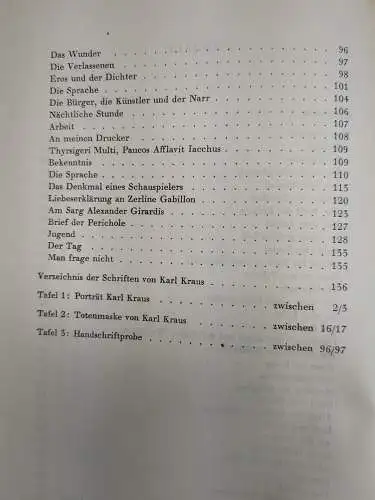 Das Wunder . . . . . . . . . . . . . . . . 96
Die Verlassenen . . . . . . . . . . . . . . 97
Eros und der Dichter . . . . . . . . . . . . 98
Die Sprache . . . . . . . . . . . . . . . . 101
Die Bürger, die Künstler und der Narr . . . . . . . 104
Nächtliche Stunde . . . . . . . . . . . . . 106
Arbeit . . . . . . . . . . . . . . . . . . 107
An meinen Drucker . . . . . . . . . . . . . 108
Thyrsigeri Multi, Paucos Afflavit Iacchus . . . . . . 109
Bekenntnis . . . . . . . . . . . . . . . . 109
Die Sprache . . . . . . . . . . . . . . . . 110
Das Denkmal eines Schauspielers . . . . . . . . . 115
Liebeserklärung an Zerline Gabillon . . . . . . . . 120
Am Sarg Alexander Girardis . . . . . . . . . . 123
Brief der Perichole . . . . . . . . . . . . . 127
Jugend . . . . . . . . . . . . . . . . . . 128
Der Tag . . . . . . . . . . . . . . . . . 133
Man frage nicht . . . . . . . . . . . . . . 135
Verzeichnis der Schriften von Karl Kraus . . . . . . . 136
Tafel 1: Porträt Karl Kraus . . . . . . . . . zwischen 2/3
Tafel 2: Totenmaske von Karl Kraus . . . . . . zwischen 16/17
Tafel 3: Handschriftprobe . . . . . . . . . zwischen 96/97